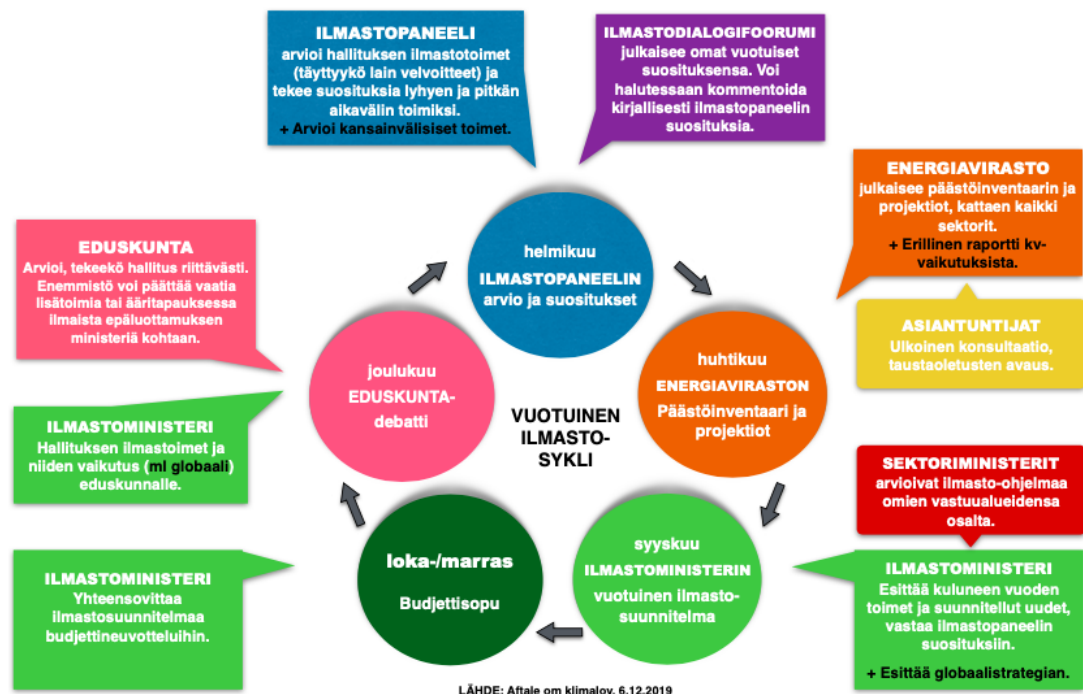 ILMASTOPANEELI
arvioi hallituksen ilmastotoimet
(täyttyykö lain velvoitteet) ja
tekee suosituksia lyhyen ja pitkän
aikavälin toimiksi.
+ Arvioi kansainvälisiset toimet.
ILMASTODIALOGIFOORUMI
julkaisee omat vuotuiset
suosituksensa. Voi
halutessaan kommentoida
kirjallisesti ilmastopaneelin
suosituksia.
ENERGIAVIRASTO
julkaisee päästöinventaarin ja
projektiot, kattaen kaikki
sektorit.
+ Erillinen raportti kv-
vaikutuksista.
ASIANTUNTIJAT
Ulkoinen konsultaatio,
taustaoletusten avaus.
EDUSKUNTA
Arvioi, tekeekö hallitus riittävästi.
Enemmistö voi päättää vaatia
lisätoimia tai ääritapauksessa
ilmaista epäluottamuksen
ministeriä kohtaan.
helmikuu
ILMASTOPANEELIN
arvio ja suositukset
huhtikuu
ENERGIAVIRASTON
Päästöinventaari ja
projektiot
joulukuu
EDUSKUNTA-
debatti
VUOTUINEN
ILMASTO-
SYKLI
ILMASTOMINISTERI
Hallituksen ilmastotoimet ja
niiden vaikutus (ml globaali)
eduskunnalle.
SEKTORIMINISTERIT
arvioivat ilmasto-ohjelmaa
omien vastuualueidensa
osalta.
loka-/marras
Budjettisopu
syyskuu
ILMASTOMINISTERIN
vuotuinen ilmasto-
suunnitelma
ILMASTOMINISTERI
Yhteensovittaa
ilmastosuunnitelmaa
budjettineuvotteluihin.
ILMASTOMINISTERI
Esittää kuluneen vuoden
toimet ja suunnitellut uudet,
vastaa ilmastopaneelin
suosituksiin.
+ Esittää globaalistrategian.
LÄHDE: Aftale om klimalov, 6.12.2019